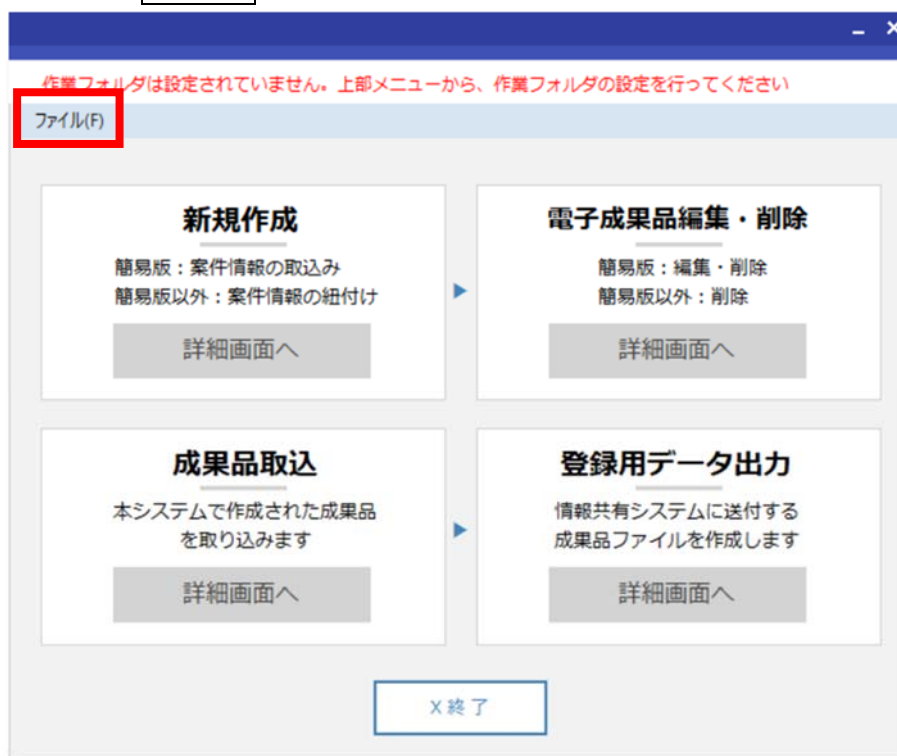 作業フォルダは設定されていません。上部メニューから、作業フォルダの設定を行ってください
ファイル(F)
新規作成
簡易版：案件情報の取込み
簡易版以外：案件情報の紐付け
詳細画面へ
電子成果品編集・削除
簡易版：編集・削除
簡易版以外：削除
詳細画面へ
成果品取込
本システムで作成された成果品
を取り込みます
詳細画面へ
登録用データ出力
情報共有システムに送付する
成果品ファイルを作成します
詳細画面へ
X 終了